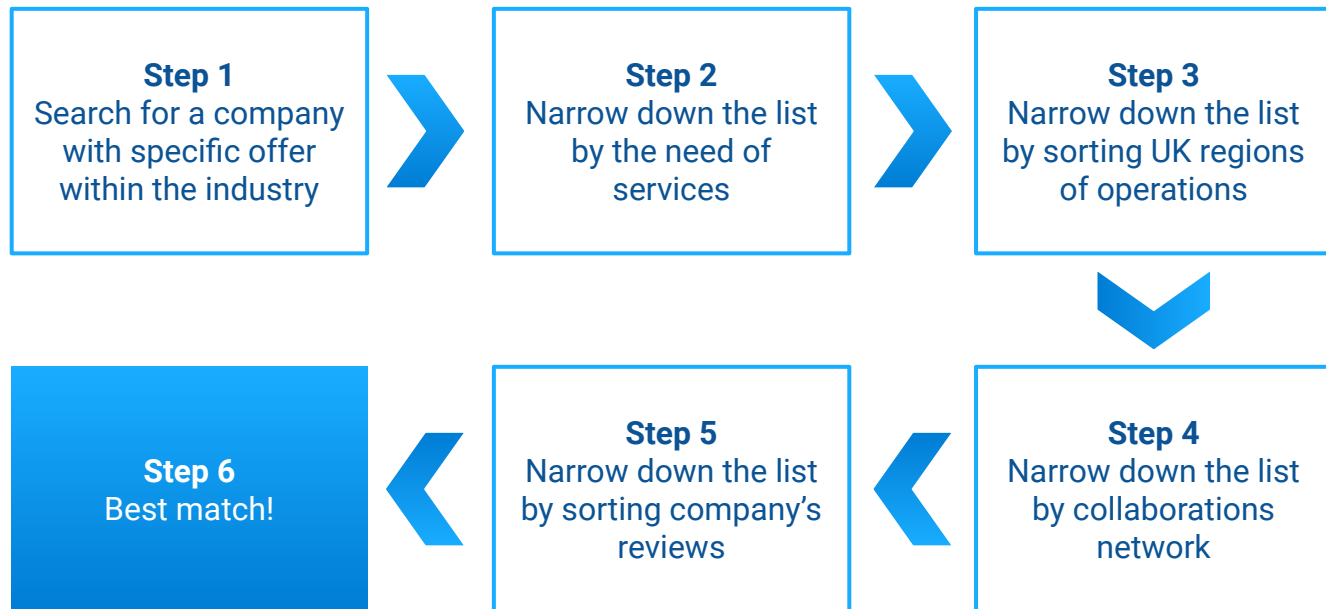 Step 1
Search for a company
with specific offer
within the industry
Step 2
Narrow down the list
by the need of
services
Step 3
Narrow down the list
by sorting UK regions
of operations
Step 4
Narrow down the list
by collaborations
network
Step 5
Narrow down the list
by sorting company’s
reviews
Step 6
Best match!